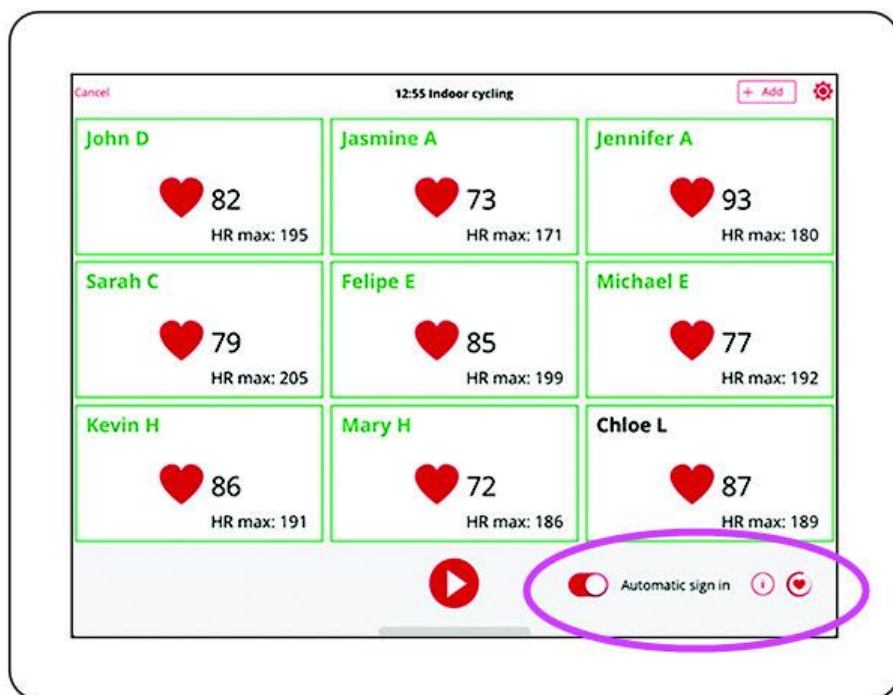 Cancel
12:55 Indoor cycling
+ Add
John D
82
HR max: 195
Jasmine A
73
HR max: 171
Jennifer A
93
HR max: 180
Sarah C
79
HR max: 205
Felipe E
85
HR max: 199
Michael E
77
HR max: 192
Kevin H
86
HR max: 191
Mary H
72
HR max: 186
Chloe L
87
HR max: 189
Automatic sign in
i